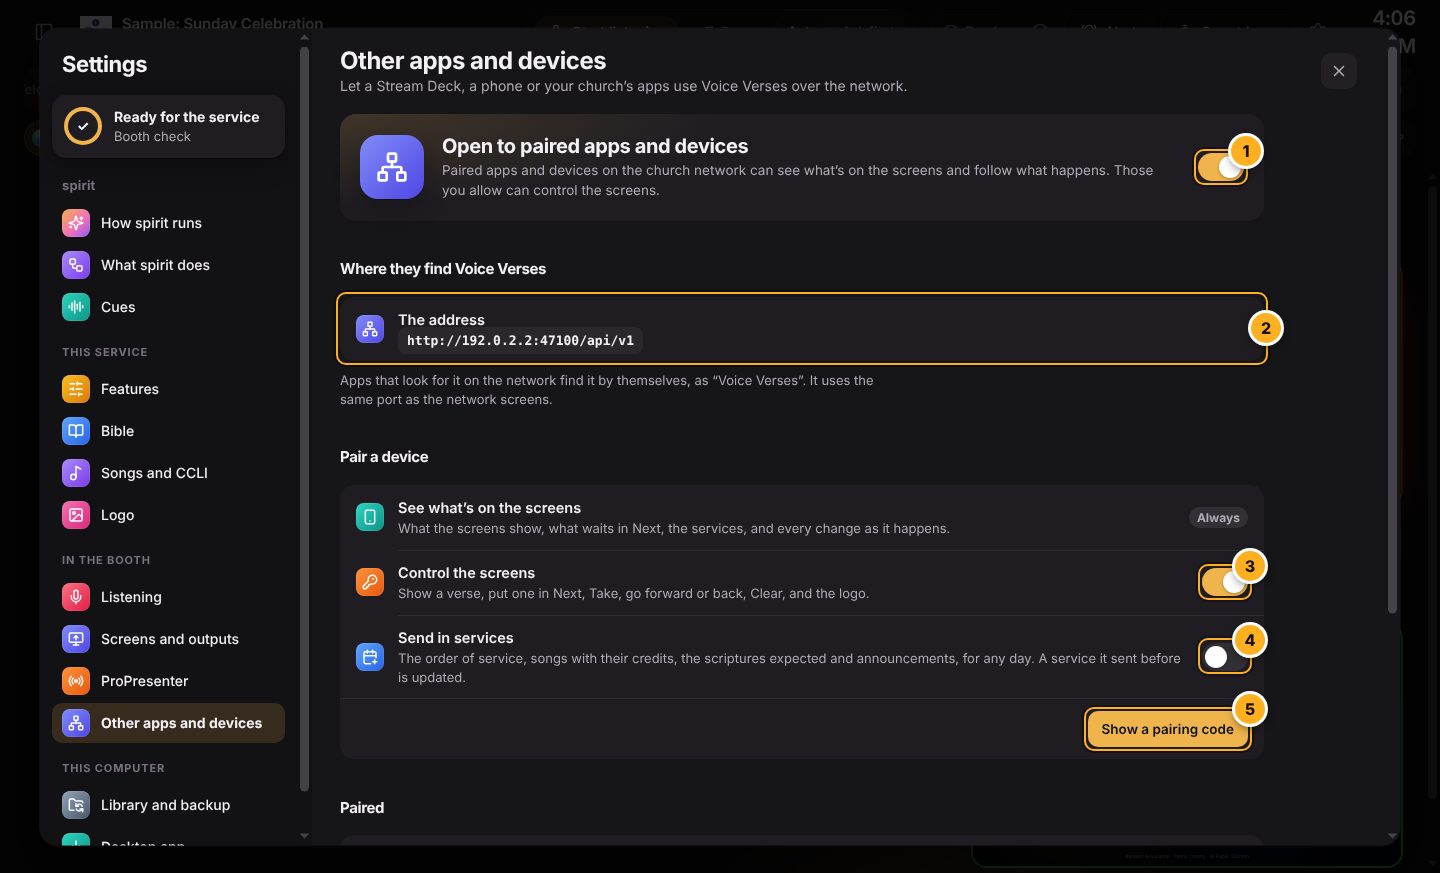 Sample: Sunday Celebration
4:06
M
Settings
Ready for the service
Booth check
spirit
How spirit runs
What spirit does
Cues
THIS SERVICE
Features
Bible
Songs and CCLI
Logo
IN THE BOOTH
Listening
Screens and outputs
ProPresenter
Other apps and devices
THIS COMPUTER
Library and backup
Desktop app
Other apps and devices
Let a Stream Deck, a phone or your church’s apps use Voice Verses over the network.
Open to paired apps and devices
Paired apps and devices on the church network can see what’s on the screens and follow what happens. Those
you allow can control the screens.
1
Where they find Voice Verses
The address
http://192.0.2.2:47100/api/v1
2
Apps that look for it on the network find it by themselves, as “Voice Verses”. It uses the
same port as the network screens.
Pair a device
See what’s on the screens
What the screens show, what waits in Next, the services, and every change as it happens.
Always
Control the screens
Show a verse, put one in Next, Take, go forward or back, Clear, and the logo.
3
Send in services
The order of service, songs with their credits, the scriptures expected and announcements, for any day. A service it sent before
is updated.
4
Show a pairing code
5
Paired